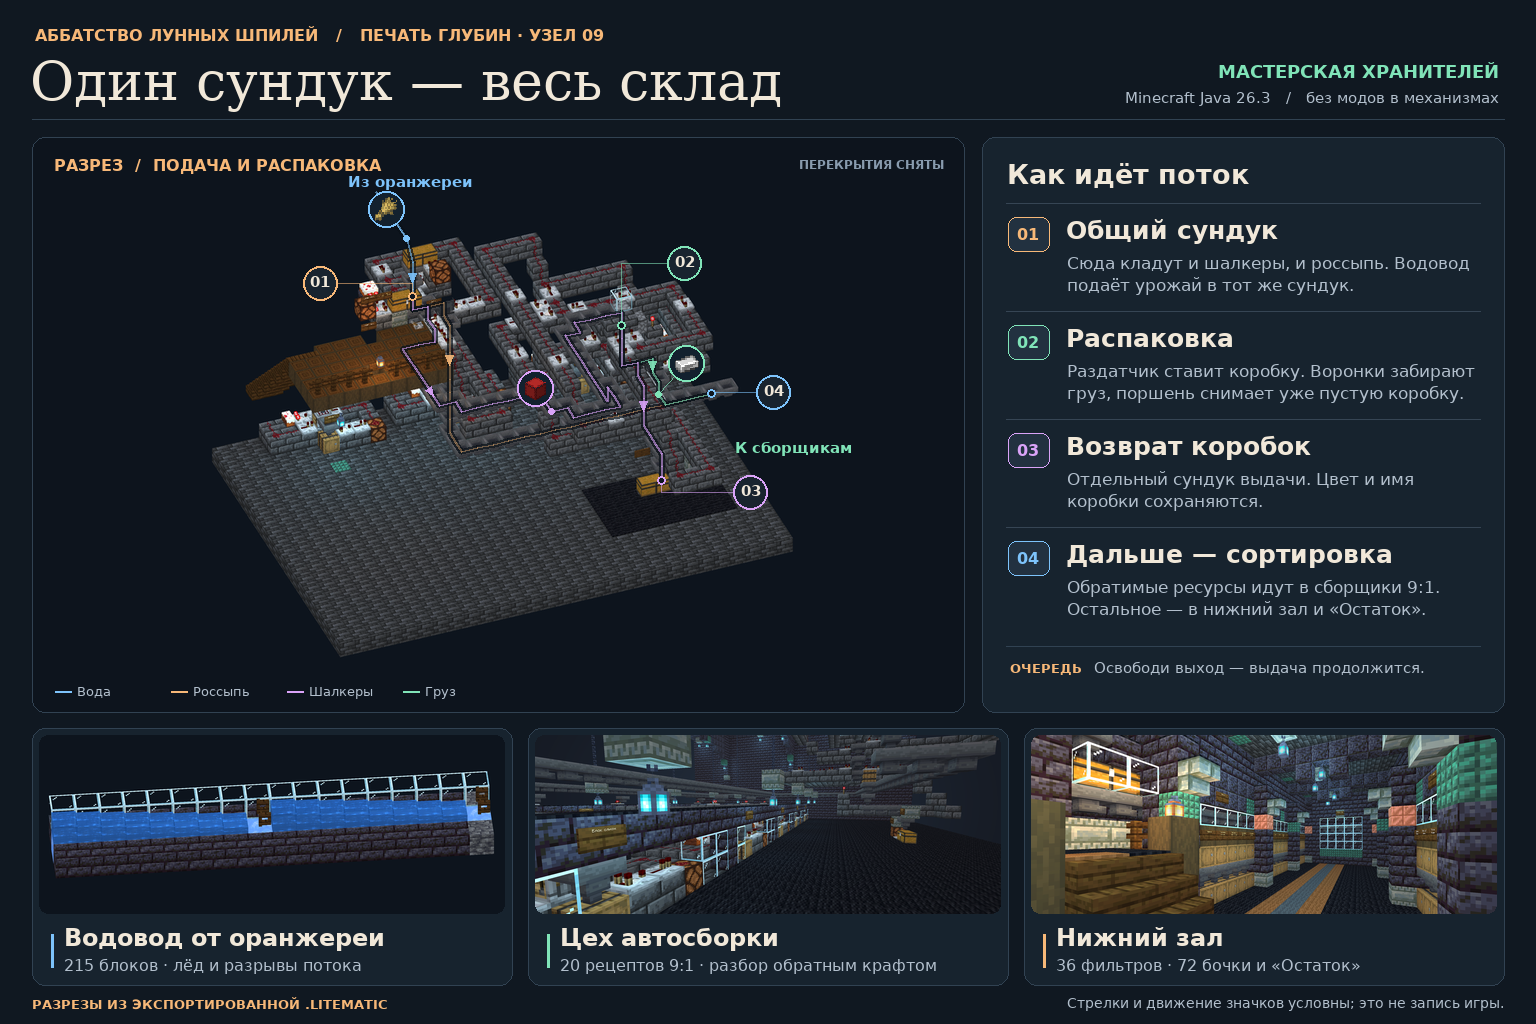 АББАТСТВО ЛУННЫХ ШПИЛЕЙ / ПЕЧАТЬ ГЛУБИН · УЗЕЛ 09
Один сундук — весь склад
МАСТЕРСКАЯ ХРАНИТЕЛЕЙ
Minecraft Java 26.3 / без модов в механизмах
РАЗРЕЗ / ПОДАЧА И РАСПАКОВКА
ПЕРЕКРЫТИЯ СНЯТЫ
Из оранжереи
01
02
04
К сборщикам
03
Вода
Россыпь
Шалкеры
Груз
Как идёт поток
01
Общий сундук
Сюда кладут и шалкеры, и россыпь. Водовод
подаёт урожай в тот же сундук.
02
Распаковка
Раздатчик ставит коробку. Воронки забирают
груз, поршень снимает уже пустую коробку.
03
Возврат коробок
Отдельный сундук выдачи. Цвет и имя
коробки сохраняются.
04
Дальше — сортировка
Обратимые ресурсы идут в сборщики 9:1.
Остальное — в нижний зал и «Остаток».
ОЧЕРЕДЬ Освободи выход — выдача продолжится.
Водовод от оранжереи
215 блоков · лёд и разрывы потока
Цех автосборки
20 рецептов 9:1 · разбор обратным крафтом
Нижний зал
36 фильтров · 72 бочки и «Остаток»
РАЗРЕЗЫ ИЗ ЭКСПОРТИРОВАННОЙ .LITEMATIC
Стрелки и движение значков условны; это не запись игры.